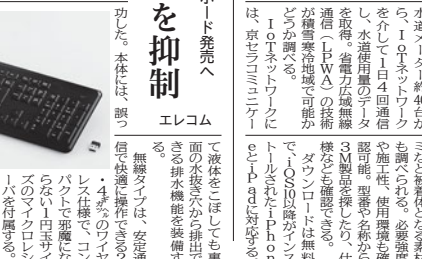 水道メーター約40台か
ら、IoTネットワーク
を介して1日4回通信
し、水道使用量のデータ
を取得。省電力広域無線
通信（LPWA）の技術
が積雪寒冷地域で可能か
どうか調べる。
IoTネットワークに
は、京セラコミュニケー
ミなど被着体となる素材
も調べられる。必要強度
や施工性、使用環境も確
認可能。型番や名称から
3M製品を探したり、仕
様なども確認できる。
ダウンロードは無料
で、iOS10以降がインス
トールされたiPhon
eとiPadに対応する。
ボード発売へ
を抑制
エレコム
功した。本体には、誤っ
て液体をこぼしても裏
面の水抜き穴から排出で
きる排水機能を装備す
る。
無線タイプは、安定通
信で快適に操作できる2
・4㌐㌹のワイヤ
レス仕様で、コン
パクトで邪魔にな
らない1円玉サイ
ズのマイクロレシ
ーバを付属する。